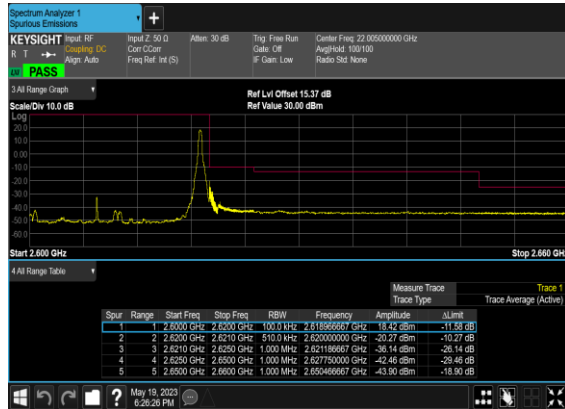 Spectrum Analyzer 1
Spurious Emissions
+
KEYSIGHT Input: RF Input Z: 50 Ω Atten: 30 dB Trig: Free Run Center Freq: 22.005000000 GHz
R T Coupling: DC Corr CCorr Gate: Off Avg|Hold: 100/100
Align: Auto Freq Ref: Int (S) IF Gain: Low Radio Std: None
PASS
3 All Range Graph
Ref Lvl Offset 15.37 dB
Scale/Div 10.0 dB Ref Value 30.00 dBm
Log
20.0
10.0
0.00
-10.0
-20.0
-30.0
-40.0
-50.0
-60.0
Start 2.600 GHz Stop 2.660 GH
4 All Range Table
Measure Trace Trace 1
Trace Type Trace Average (Active)
Spur Range Start Freq Stop Freq RBW Frequency Amplitude ΔLimit
1 1 2.6000 GHz 2.6200 GHz 100.0 kHz 2.618966667 GHz 18.42 dBm -11.58 dB
2 2 2.6200 GHz 2.6210 GHz 510.0 kHz 2.620000000 GHz -20.27 dBm -10.27 dB
3 3 2.6210 GHz 2.6250 GHz 1.000 MHz 2.621186667 GHz -36.14 dBm -26.14 dB
4 4 2.6250 GHz 2.6500 GHz 1.000 MHz 2.627750000 GHz -42.46 dBm -29.46 dB
5 5 2.6500 GHz 2.6600 GHz 1.000 MHz 2.650466667 GHz -43.90 dBm -18.90 dB
?
May 19, 2023
6:26:26 PM